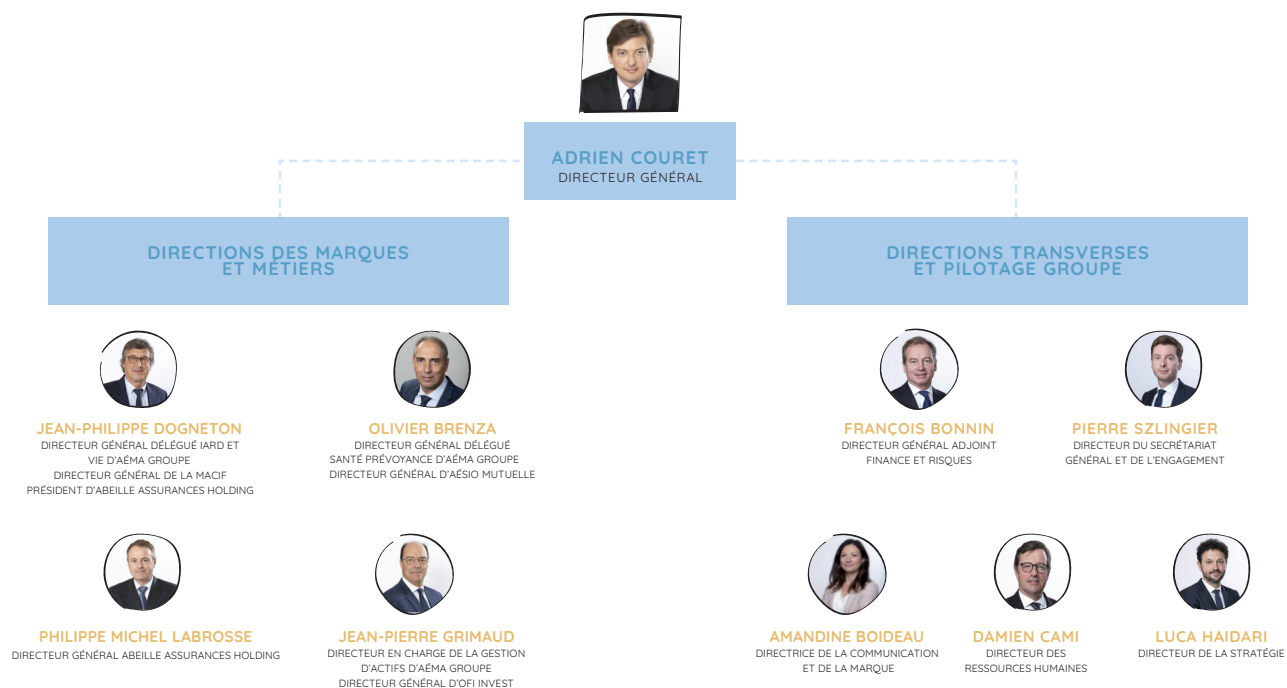 ADRIEN COURET
DIRECTEUR GÉNÉRAL
DIRECTIONS DES MARQUES
ET MÉTIERS
DIRECTIONS TRANSVERSES
ET PILOTAGE GROUPE
JEAN-PHILIPPE DOGNETON
DIRECTEUR GÉNÉRAL DÉLÉGUÉ IARD ET
VIE D'AÉMA GROUPE
DIRECTEUR GÉNÉRAL DE LA MACIF
PRÉSIDENT D'ABEILLE ASSURANCES HOLDING
OLIVIER BRENZA
DIRECTEUR GÉNÉRAL DÉLÉGUÉ
SANTÉ PRÉVOYANCE D'AÉMA GROUPE
DIRECTEUR GÉNÉRAL D'AÉSIO MUTUELLE
FRANÇOIS BONNIN
DIRECTEUR GÉNÉRAL ADJOINT
FINANCE ET RISQUES
PIERRE SZLINGIER
DIRECTEUR DU SECRÉTARIAT
GÉNÉRAL ET DE L'ENGAGEMENT
PHILIPPE MICHEL LABROSSE
DIRECTEUR GÉNÉRAL ABEILLE ASSURANCES HOLDING
JEAN-PIERRE GRIMAUD
DIRECTEUR EN CHARGE DE LA GESTION
D'ACTIFS D'AÉMA GROUPE
DIRECTEUR GÉNÉRAL D'OFI INVEST
AMANDINE BOIDEAU
DIRECTRICE DE LA COMMUNICATION
ET DE LA MARQUE
DAMIEN CAMI
DIRECTEUR DES
RESSOURCES HUMAINES
LUCA HAIDARI
DIRECTEUR DE LA STRATÉGIE